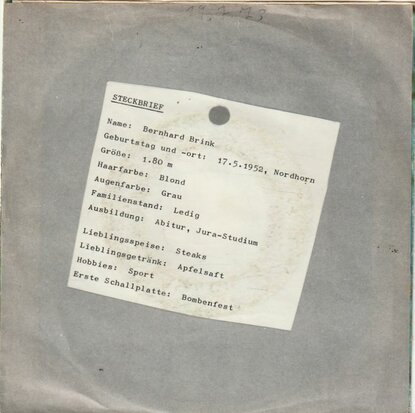 STECKBRIEF
Name: Bernhard Brink
Geburtstag und -ort: 17.5.1952, Nordhorn
Größe: 1.80 m
Haarfarbe: Blond
Augenfarbe: Grau
Familienstand: Ledig
Ausbildung: Abitur, Jura-Studium
Lieblingsspeise: Steaks
Lieblingsgetränk: Apfelsaft
Hobbies: Sport
Erste Schallplatte: Bombenfest